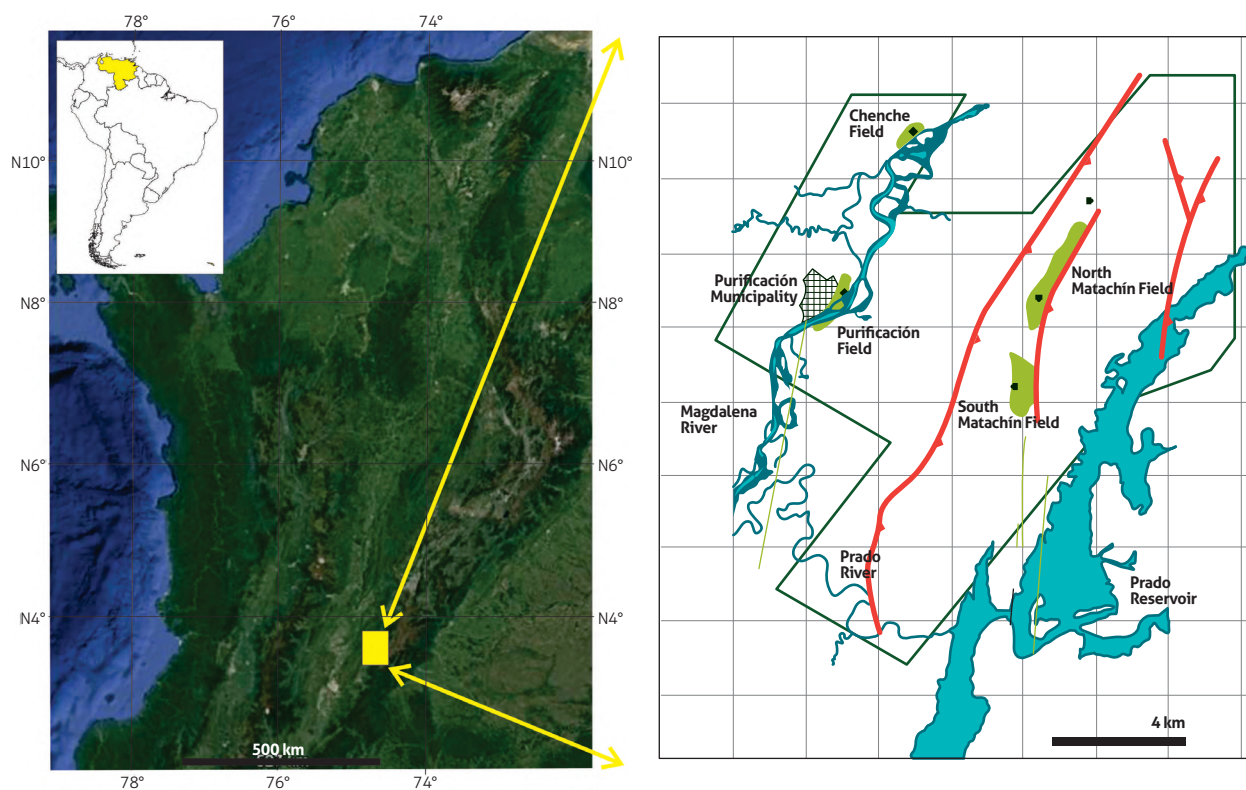 78°
76°
74°
N10°
N10°
N8°
N8°
N6°
N6°
N4°
N4°
500 km
78°
76°
74°
Chenche
Field
Purificación
Municipality
Purificación
Field
North
Matachín Field
South
Matachín Field
Magdalena
River
Prado
River
Prado
Reservoir
4 km